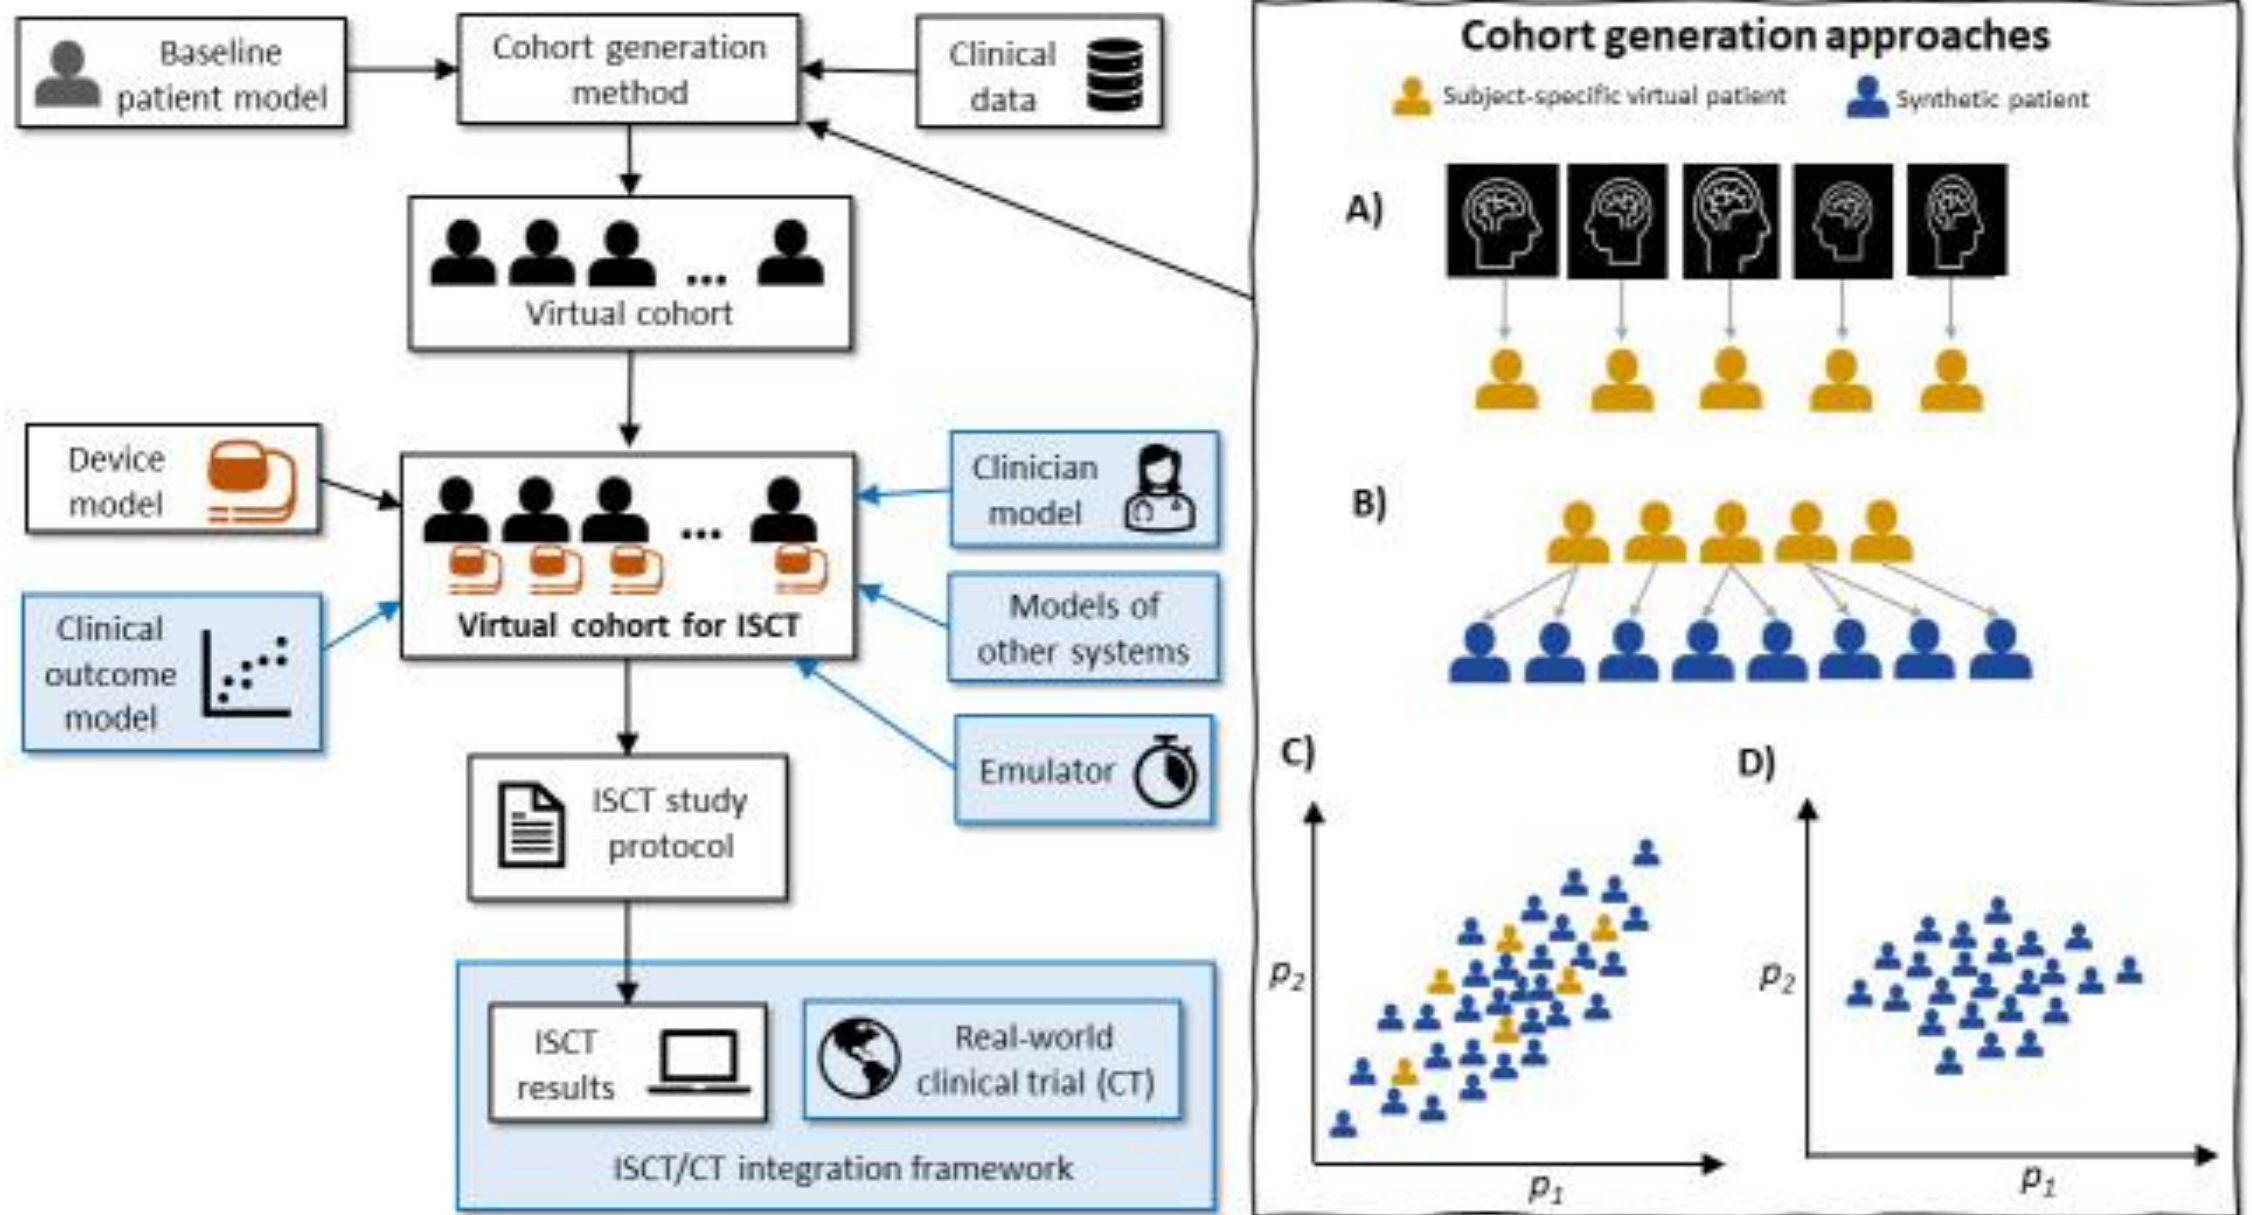 Baseline
patient model
Cohort generation
method
Clinical
data
Virtual cohort
Device
model
Clinical
outcome
model
...
...
Virtual cohort for ISCT
Clinician
model
Models of
other systems
Emulator
ISCT study
protocol
ISCT
results
Real-world
clinical trial (CT)
ISCT/CT integration framework
Cohort generation approaches
Subject-specific virtual patient
Synthetic patient
A)
B)
C)
p2
p1
D)
p2
p1